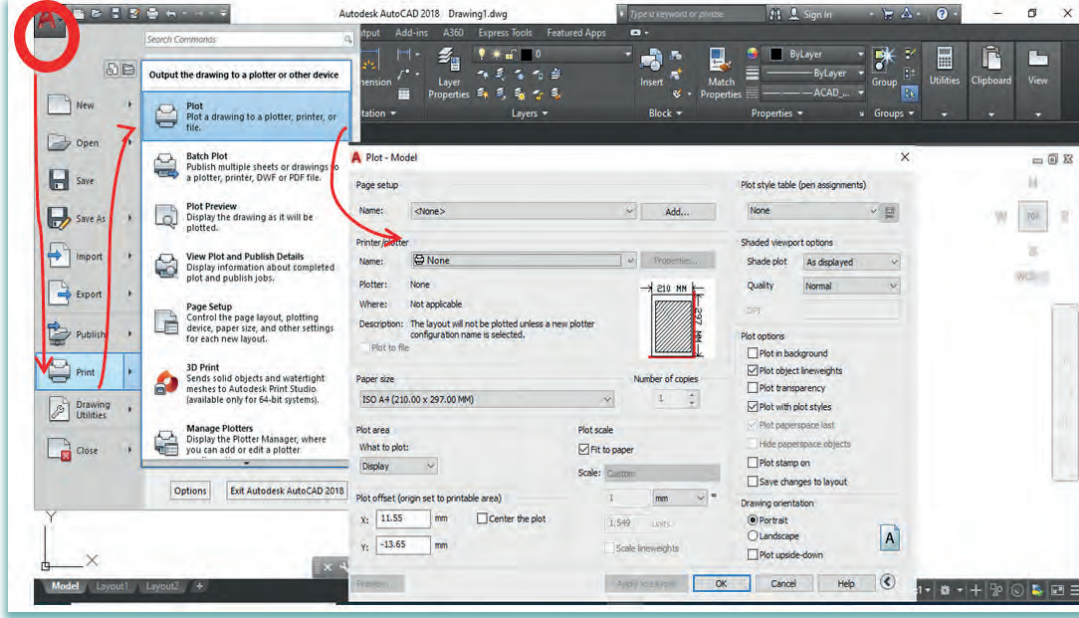 Autodesk AutoCAD 2018 Drawing1.dwg
Type a keyword or phrase
Sign In
Add-ins A360 Express Tools Featured Apps
Layer
Properties
Insert
Match
Properties
0
ByLayer
ByLayer
ACAD_...
Group
Utilities
Clipboard
View
Layers
Block
Properties
Groups
Search Commands
Output the drawing to a plotter or other device
New
Open
Save
Save As
Import
Export
Publish
Print
Drawing
Utilities
Close
Plot
Plot a drawing to a plotter, printer, or
file.
Batch Plot
Publish multiple sheets or drawings to
a plotter, printer, DWF or PDF file.
Plot Preview
Display the drawing as it will be
plotted.
View Plot and Publish Details
Display information about completed
plot and publish jobs.
Page Setup
Control the page layout, plotting
device, paper size, and other settings
for each new layout.
3D Print
Sends solid objects and watertight
meshes to Autodesk Print Studio
(available only for 64-bit systems).
Manage Plotters
Display the Plotter Manager, where
you can add or edit a plotter
Options
Exit Autodesk AutoCAD 2018
Plot - Model
Page setup
Name: <None>
Add...
Printer/plotter
Name: None
Properties...
Plotter: None
Where: Not applicable
Description: The layout will not be plotted unless a new plotter
configuration name is selected.
Plot to file
210 MM
297 MM
Paper size
ISO A4 (210.00 x 297.00 MM)
Number of copies
1
Plot area
What to plot:
Display
Plot offset (origin set to printable area)
X: 11.55 mm
Center the plot
Y: -13.65 mm
Plot scale
Fit to paper
Scale: Custom
1 mm =
1.549 units
Scale lineweights
Plot style table (pen assignments)
None
Shaded viewport options
Shade plot As displayed
Quality Normal
DPI
Plot options
Plot in background
Plot object lineweights
Plot transparency
Plot with plot styles
Plot paperspace last
Hide paperspace objects
Plot stamp on
Save changes to layout
Drawing orientation
Portrait
Landscape
Plot upside-down
A
Preview...
Apply to Layout
OK
Cancel
Help
W
TOP
Y
X
Model Layout1 Layout2 +